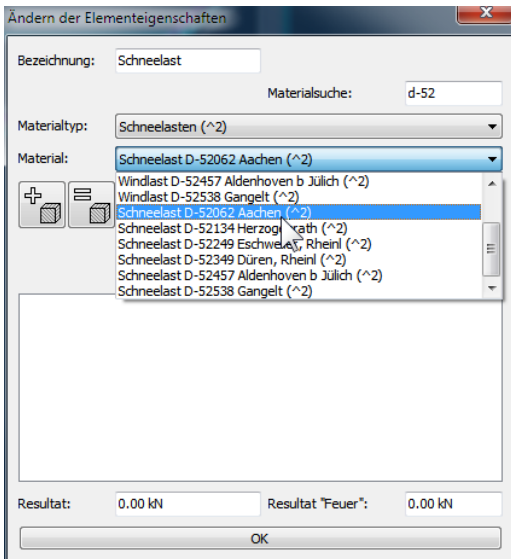 Ändern der Elementeigenschaften
Bezeichnung: Schneelast
Materialsuche: d-52
Materialtyp: Schneelasten (^2)
Material: Schneelast D-52062 Aachen (^2)
Windlast D-52457 Aldenhoven b Jülich (^2)
Windlast D-52538 Gangelt (^2)
Schneelast D-52062 Aachen (^2)
Schneelast D-52134 Herzogenrath (^2)
Schneelast D-52249 Eschweiler, Rheinl (^2)
Schneelast D-52349 Düren, Rheinl (^2)
Schneelast D-52457 Aldenhoven b Jülich (^2)
Schneelast D-52538 Gangelt (^2)
Resultat: 0.00 kN Resultat "Feuer": 0.00 kN
OK